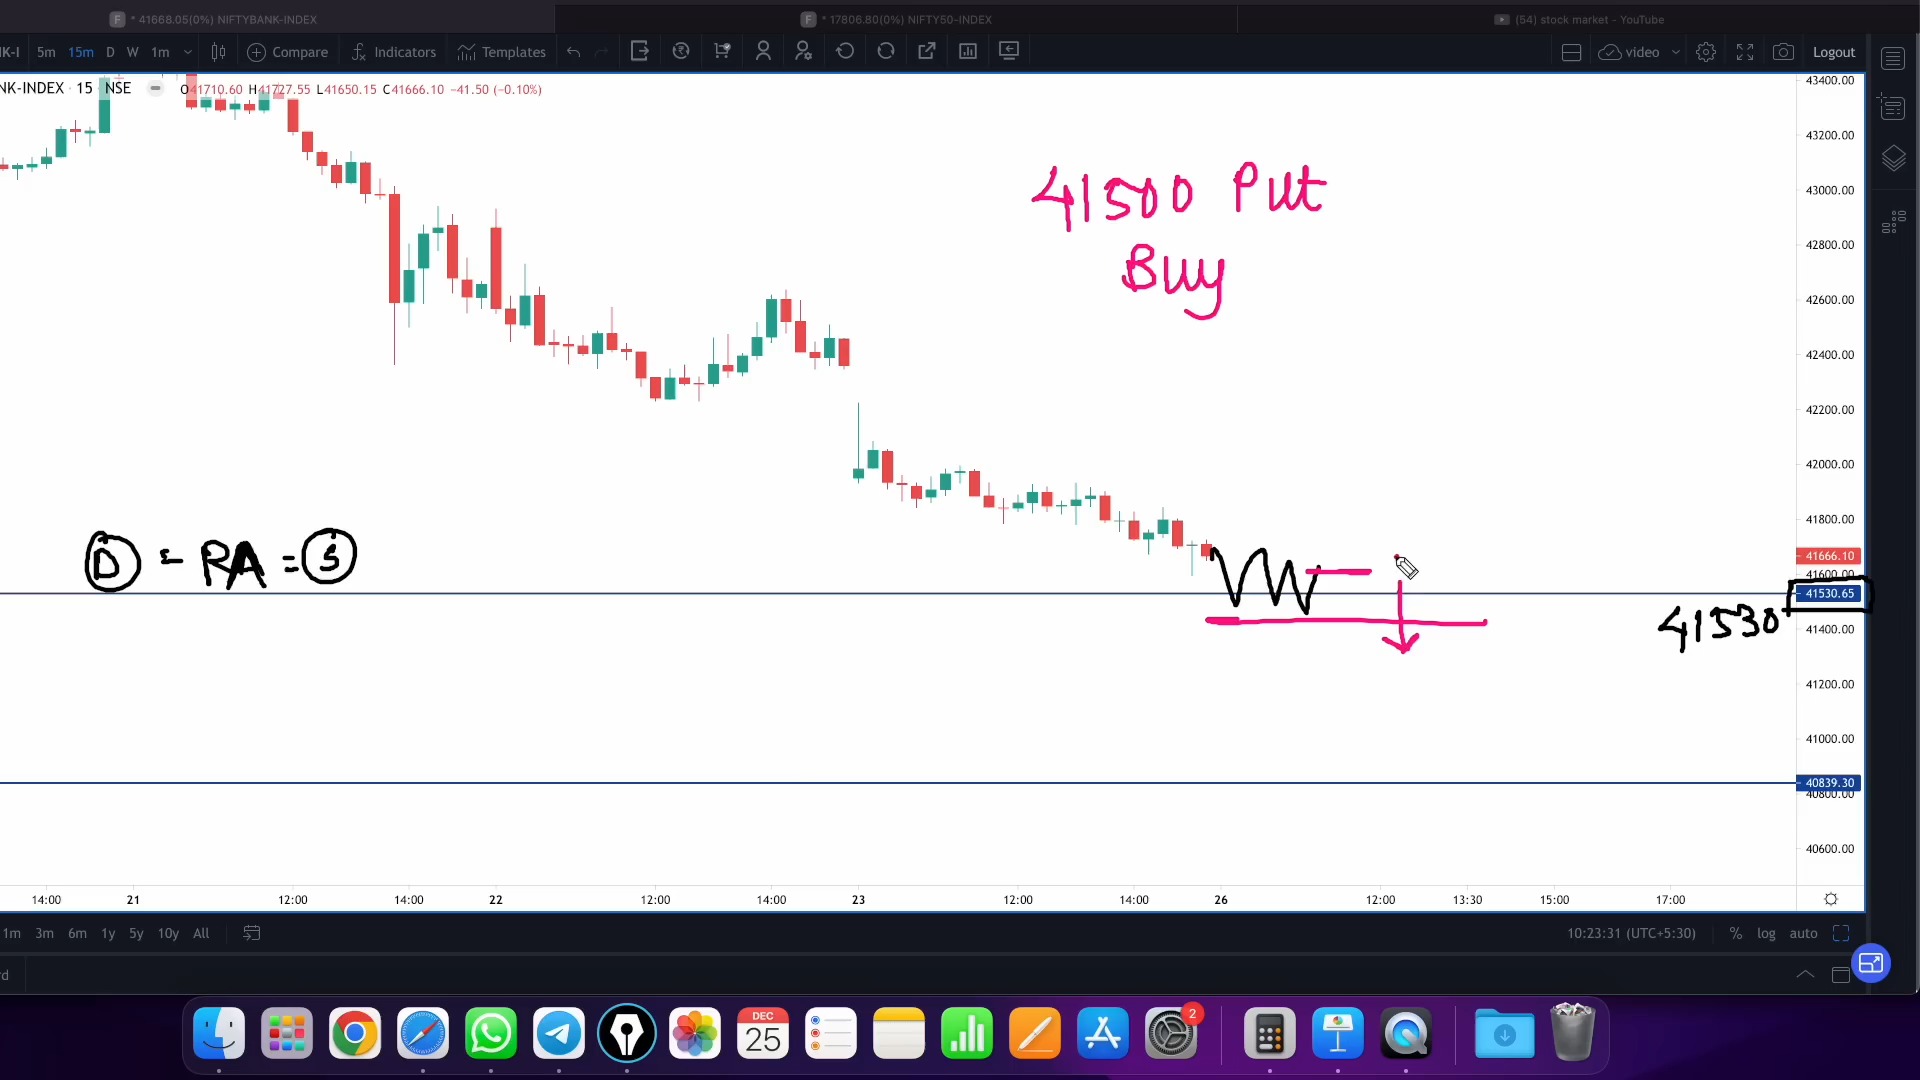 * 41668.05(0%) NIFTYBANK-INDEX
* 17806.80(0%) NIFTY50-INDEX
(54) stock market - YouTube
K-I 5m 15m D W 1m Compare Indicators Templates video Logout
NK-INDEX · 15 NSE O41710.60 H41727.55 L41650.15 C41666.10 −41.50 (−0.10%)
43400.00
43200.00
43000.00
42800.00
42600.00
42400.00
42200.00
42000.00
41800.00
41666.10
41600.00
41530.65
41400.00
41200.00
41000.00
40839.30
40800.00
40600.00
41500 Put
Buy
D = RA = S
41530
14:00 21 12:00 14:00 22 12:00 14:00 23 12:00 14:00 26 12:00 13:30 15:00 17:00
1m 3m 6m 1y 5y 10y All 10:23:31 (UTC+5:30) % log auto
rd
DEC
25
2